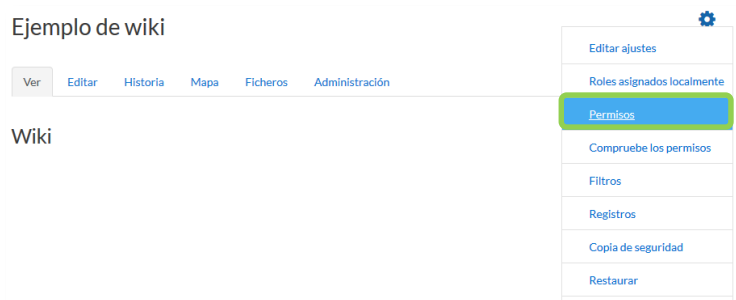 Ejemplo de wiki
Ver Editar Historia Mapa Ficheros Administración
Wiki
Editar ajustes
Roles asignados localmente
Permisos
Compruebe los permisos
Filtros
Registros
Copia de seguridad
Restaurar